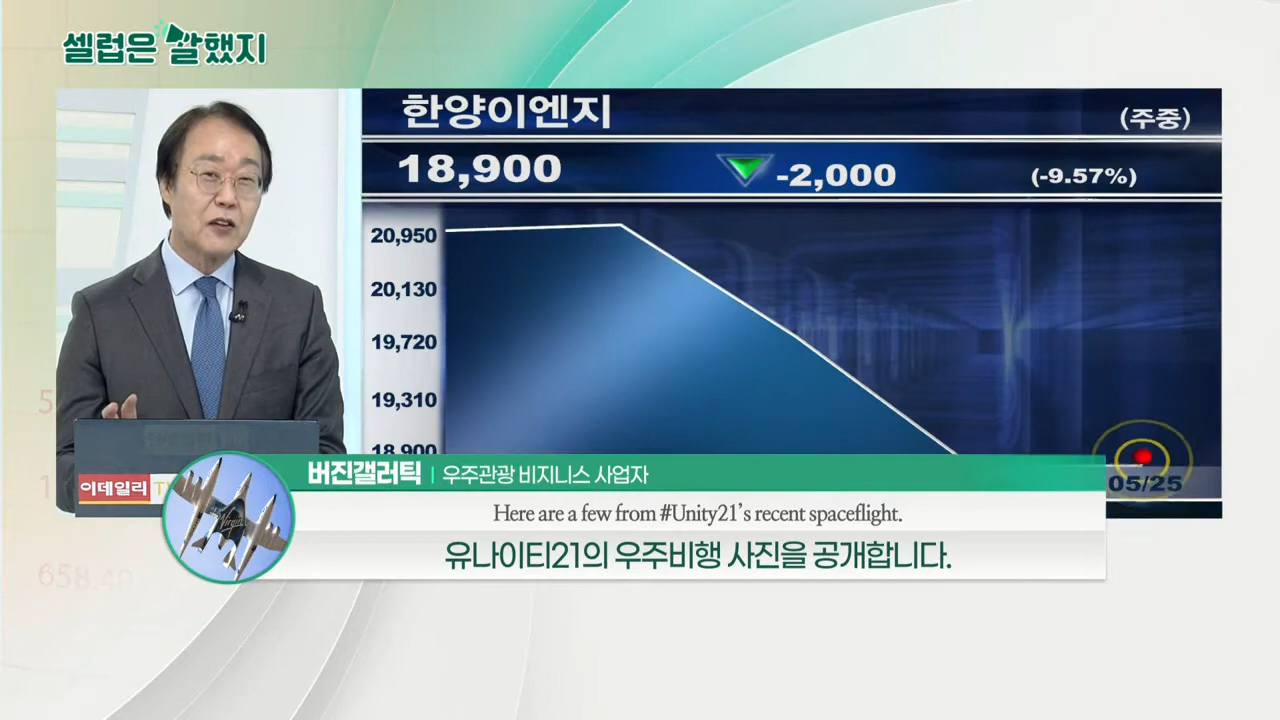 셀럽은 살했지
한양이엔지
(주중)
18,900
-2,000
(-9.57%)
20,950
20,130
19,720
19,310
18,900
05/25
이데일리 TV
Virgin
버진갤러틱 | 우주관광 비지니스 사업자
Here are a few from #Unity21's recent spaceflight.
유나이티21의 우주비행 사진을 공개합니다.
658.40